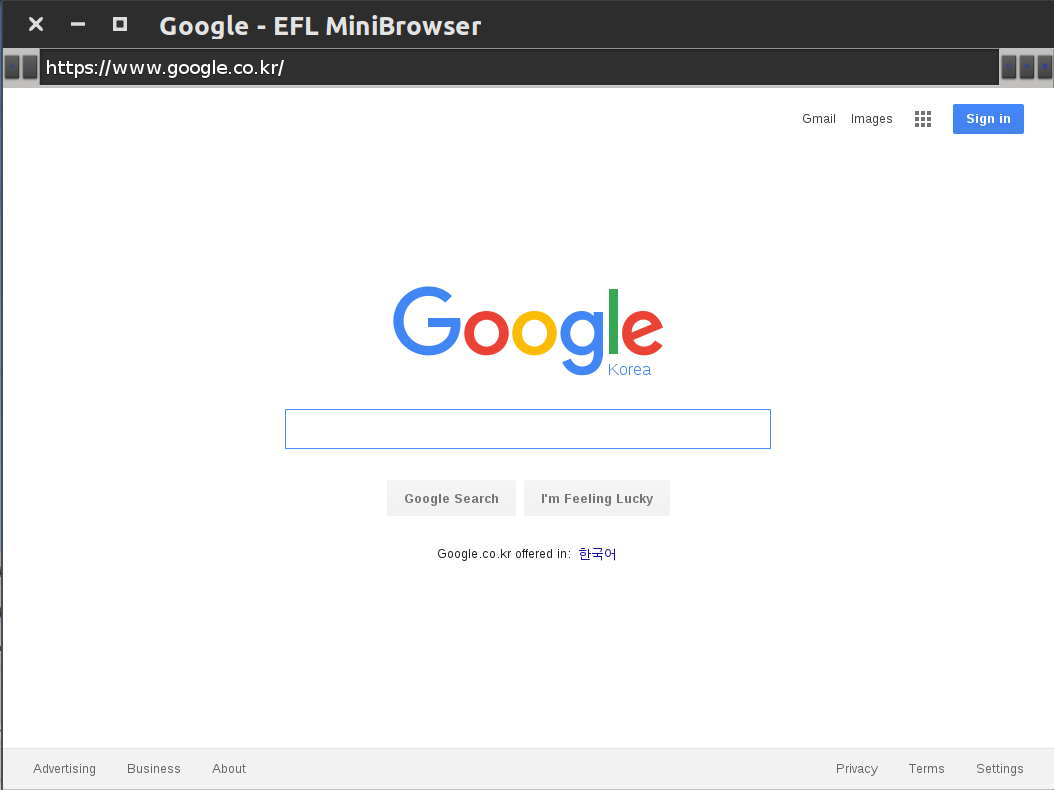 Google - EFL MiniBrowser
https://www.google.co.kr/
Gmail Images Sign in
Google
Korea
Google Search I'm Feeling Lucky
Google.co.kr offered in: 한국어
Advertising Business About Privacy Terms Settings